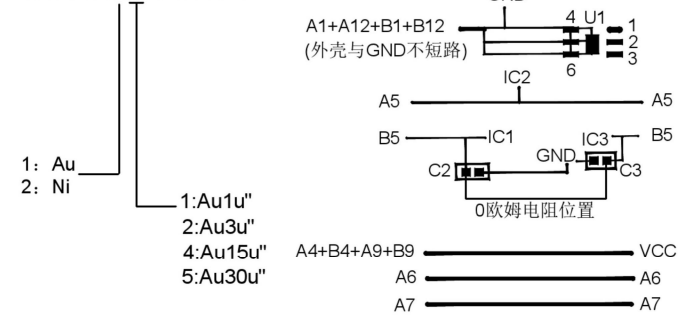 A1+A12+B1+B12
(外壳与GND不短路)
4 U1
1
2
3
6
IC2
A5 A5
B5 IC1 IC3 B5
GND
C2 C3
0欧姆电阻位置
1：Au
2：Ni
1:Au1u"
2:Au3u"
4:Au15u"
5:Au30u"
A4+B4+A9+B9 VCC
A6 A6
A7 A7